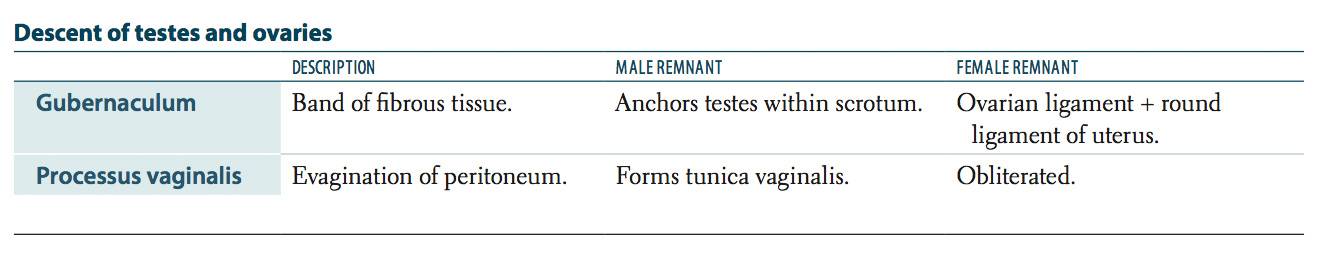 Descent of testes and ovaries
DESCRIPTION MALE REMNANT FEMALE REMNANT
Gubernaculum Band of fibrous tissue. Anchors testes within scrotum. Ovarian ligament + round
ligament of uterus.
Processus vaginalis Evagination of peritoneum. Forms tunica vaginalis. Obliterated.